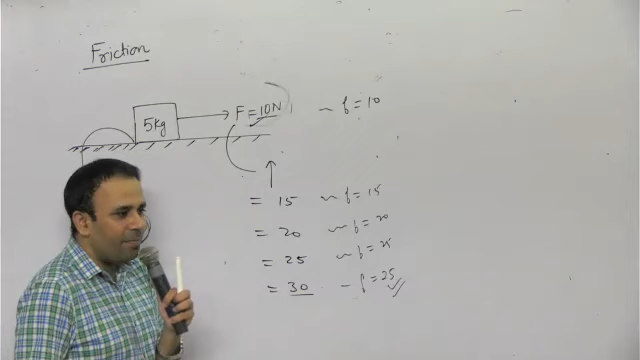 Friction
5kg F = 10N ~ f = 10
= 15 ~ f = 15
= 20 ~ f = 20
= 25 ~ f = 25
= 30 ~ f = 25